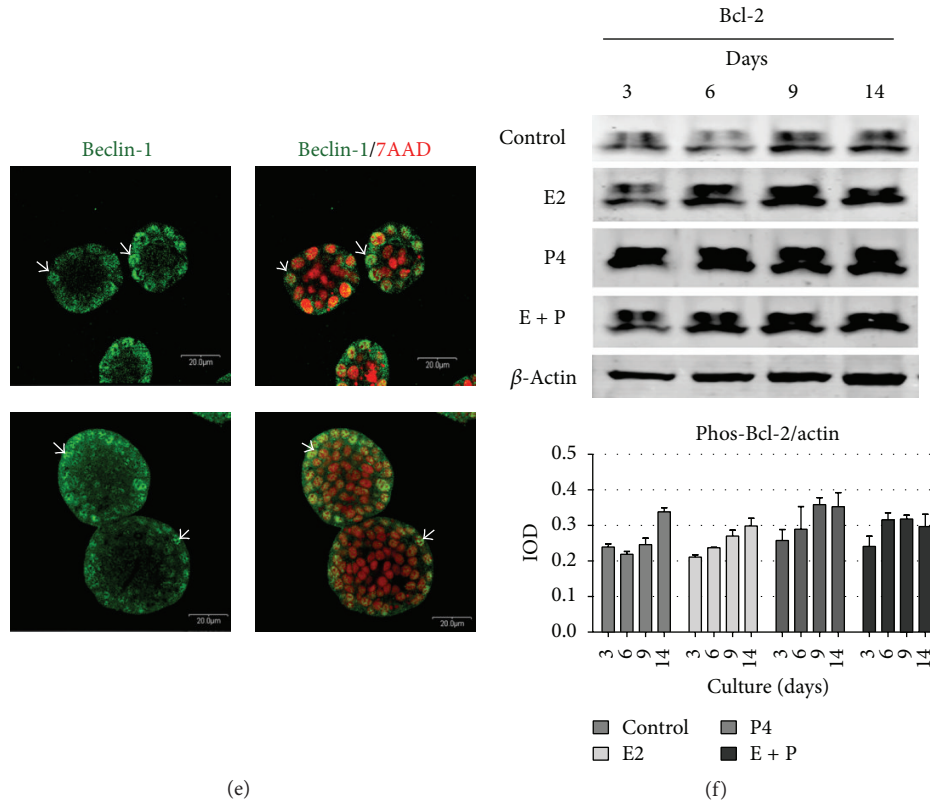 Beclin-1
Beclin-1/7AAD
20.0μm
20.0μm
20.0μm
20.0μm
(e)
Bcl-2
Days
3 6 9 14
Control
E2
P4
E + P
β-Actin
Phos-Bcl-2/actin
IOD
0.5
0.4
0.3
0.2
0.1
0.0
3 6 9 14 3 6 9 14 3 6 9 14 3 6 9 14
Culture (days)
Control P4
E2 E + P
(f)